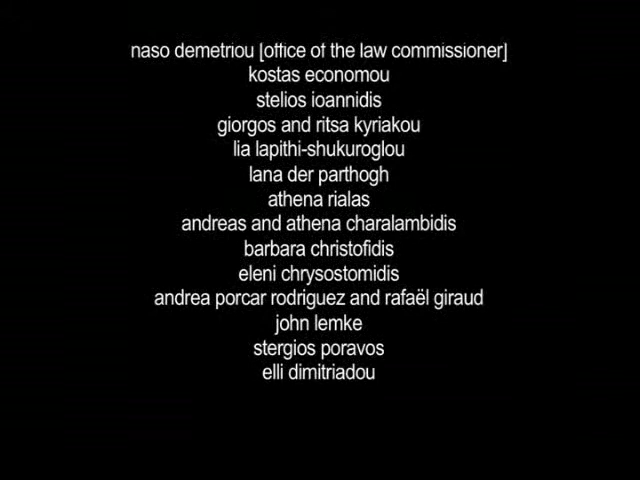 naso demetriou [office of the law commissioner]
kostas economou
stelios ioannidis
giorgos and ritsa kyriakou
lia lapithi-shukuroglou
lana der parthogh
athena rialas
andreas and athena charalambidis
barbara christofidis
eleni chrysostomidis
andrea porcar rodriguez and rafaël giraud
john lemke
stergios poravos
elli dimitriadou